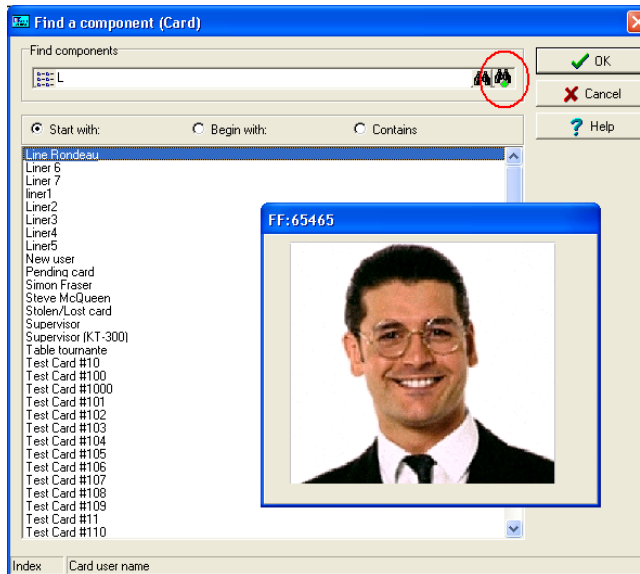 Find a component (Card)
Find components
L
OK
Cancel
Help
Start with:
Begin with:
Contains
Line Rondeau
Liner 6
Liner 7
liner1
Liner2
Liner3
Liner4
Liner5
New user
Pending card
Simon Fraser
Steve McQueen
Stolen/Lost card
Supervisor
Supervisor (KT-300)
Table tournante
Test Card #10
Test Card #100
Test Card #1000
Test Card #101
Test Card #102
Test Card #103
Test Card #104
Test Card #105
Test Card #106
Test Card #107
Test Card #108
Test Card #109
Test Card #11
Test Card #110
FF:65465
Index
Card user name